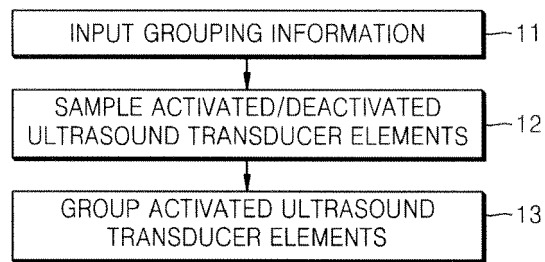 INPUT GROUPING INFORMATION 11
SAMPLE ACTIVATED/DEACTIVATED
ULTRASOUND TRANSDUCER ELEMENTS 12
GROUP ACTIVATED ULTRASOUND
TRANSDUCER ELEMENTS 13